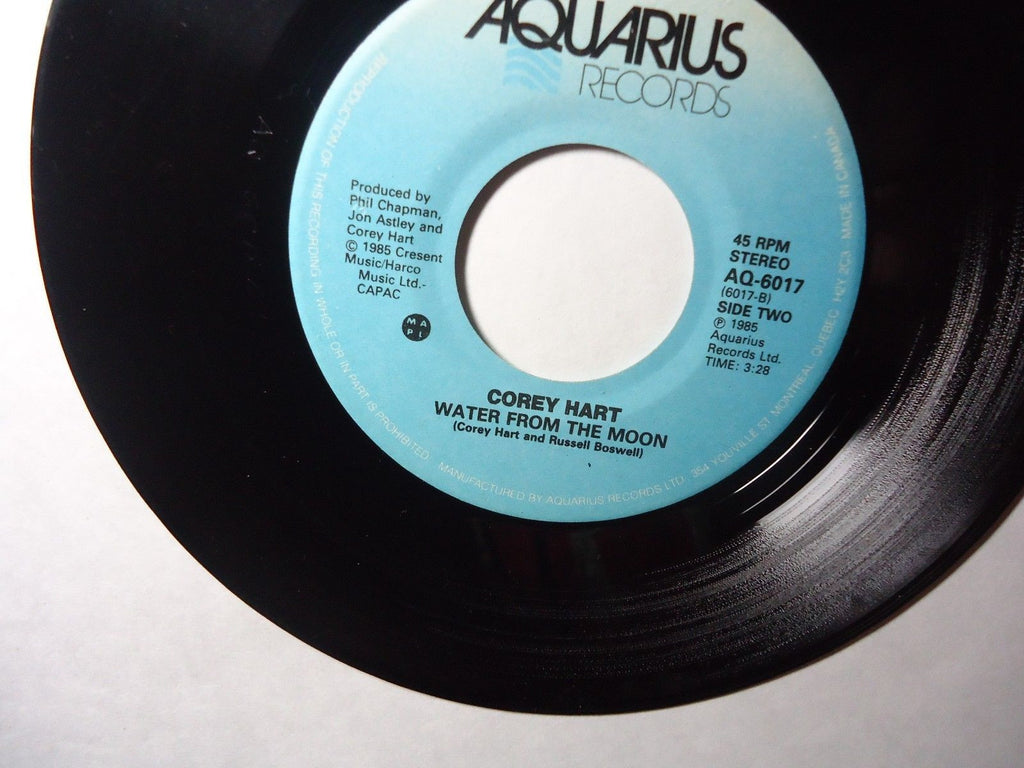 AQUARIUS
RECORDS
Produced by
Phil Chapman,
Jon Astley and
Corey Hart
© 1985 Cresent
Music/Harco
Music Ltd.-
CAPAC
M A
P L
45 RPM
STEREO
AQ-6017
(6017-B)
SIDE TWO
℗ 1985
Aquarius
Records Ltd.
TIME: 3:28
COREY HART
WATER FROM THE MOON
(Corey Hart and Russell Boswell)
REPRODUCTION OF THIS RECORDING IN WHOLE OR IN PART IS PROHIBITED. MANUFACTURED BY AQUARIUS RECORDS LTD. 354 YOUVILLE ST. MONTREAL QUEBEC H2Y 2C3 MADE IN CANADA